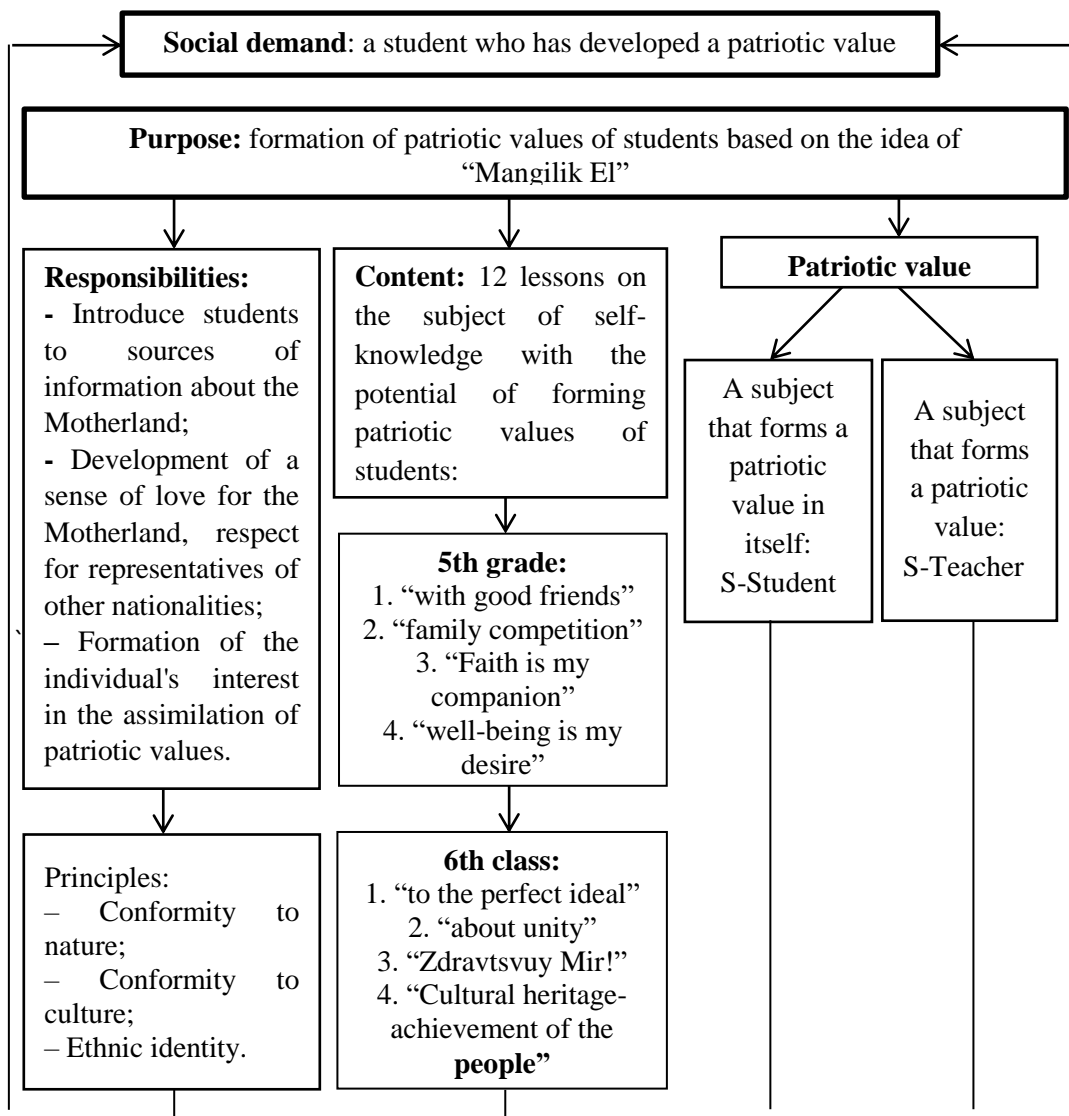 Social demand: a student who has developed a patriotic value
Purpose: formation of patriotic values of students based on the idea of
“Mangilik El”
Responsibilities:
- Introduce students
to sources of
information about the
Motherland;
- Development of a
sense of love for the
Motherland, respect
for representatives of
other nationalities;
– Formation of the
individual's interest
in the assimilation of
patriotic values.
Principles:
– Conformity to
nature;
– Conformity to
culture;
– Ethnic identity.
Content: 12 lessons on
the subject of self-
knowledge with the
potential of forming
patriotic values of
students:
5th grade:
1. “with good friends”
2. “family competition”
3. “Faith is my
companion”
4. “well-being is my
desire”
6th class:
1. “to the perfect ideal”
2. “about unity”
3. “Zdravtsvuy Mir!”
4. “Cultural heritage-
achievement of the
people”
Patriotic value
A subject
that forms a
patriotic
value in
itself:
S-Student
A subject
that forms
a patriotic
value:
S-Teacher
`